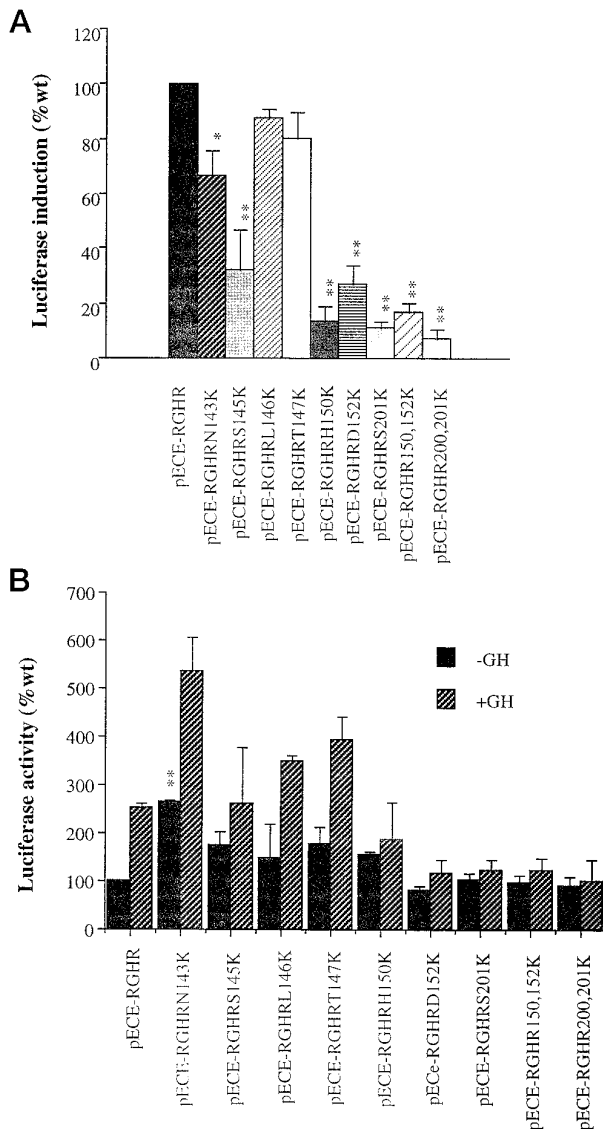 A
Luciferase induction (%wt)
120
100
80
60
40
20
0
*
**
**
**
**
**
**
pECE-RGHR
pECE-RGHRN143K
pECE-RGHRS145K
pECE-RGHRL146K
pECE-RGHRT147K
pECE-RGHRH150K
pECE-RGHRD152K
pECE-RGHRS201K
pECE-RGHR150,152K
pECE-RGHR200,201K
B
Luciferase activity (%wt)
700
600
500
400
300
200
100
0
**
-GH
+GH
pECE-RGHR
pECE-RGHRN143K
pECE-RGHRS145K
pECE-RGHRL146K
pECE-RGHRT147K
pECE-RGHRH150K
pECe-RGHRD152K
pECE-RGHRS201K
pECE-RGHR150,152K
pECE-RGHR200,201K